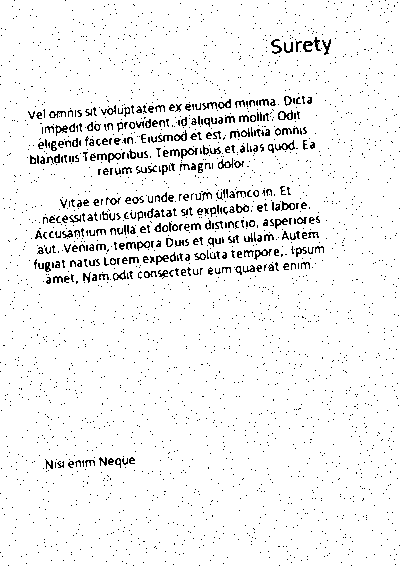 Surety
Vel omnis sit voluptatem ex eiusmod minima. Dicta
impedit do in provident, id aliquam mollit. Odit
eligendi facere in. Eiusmod et est, mollitia omnis
blanditiis Temporibus. Temporibus et alias quod. Ea
rerum suscipit magni dolor.
Vitae error eos unde rerum ullamco in. Et
necessitatibus cupidatat sit explicabo. et labore.
Accusantium nulla et dolorem distinctio, asperiores
aut. Veniam, tempora Duis et qui sit ullam. Autem
fugiat natus Lorem expedita soluta tempore,. Ipsum
amet, Nam odit consectetur eum quaerat enim.
Nisi enim Neque